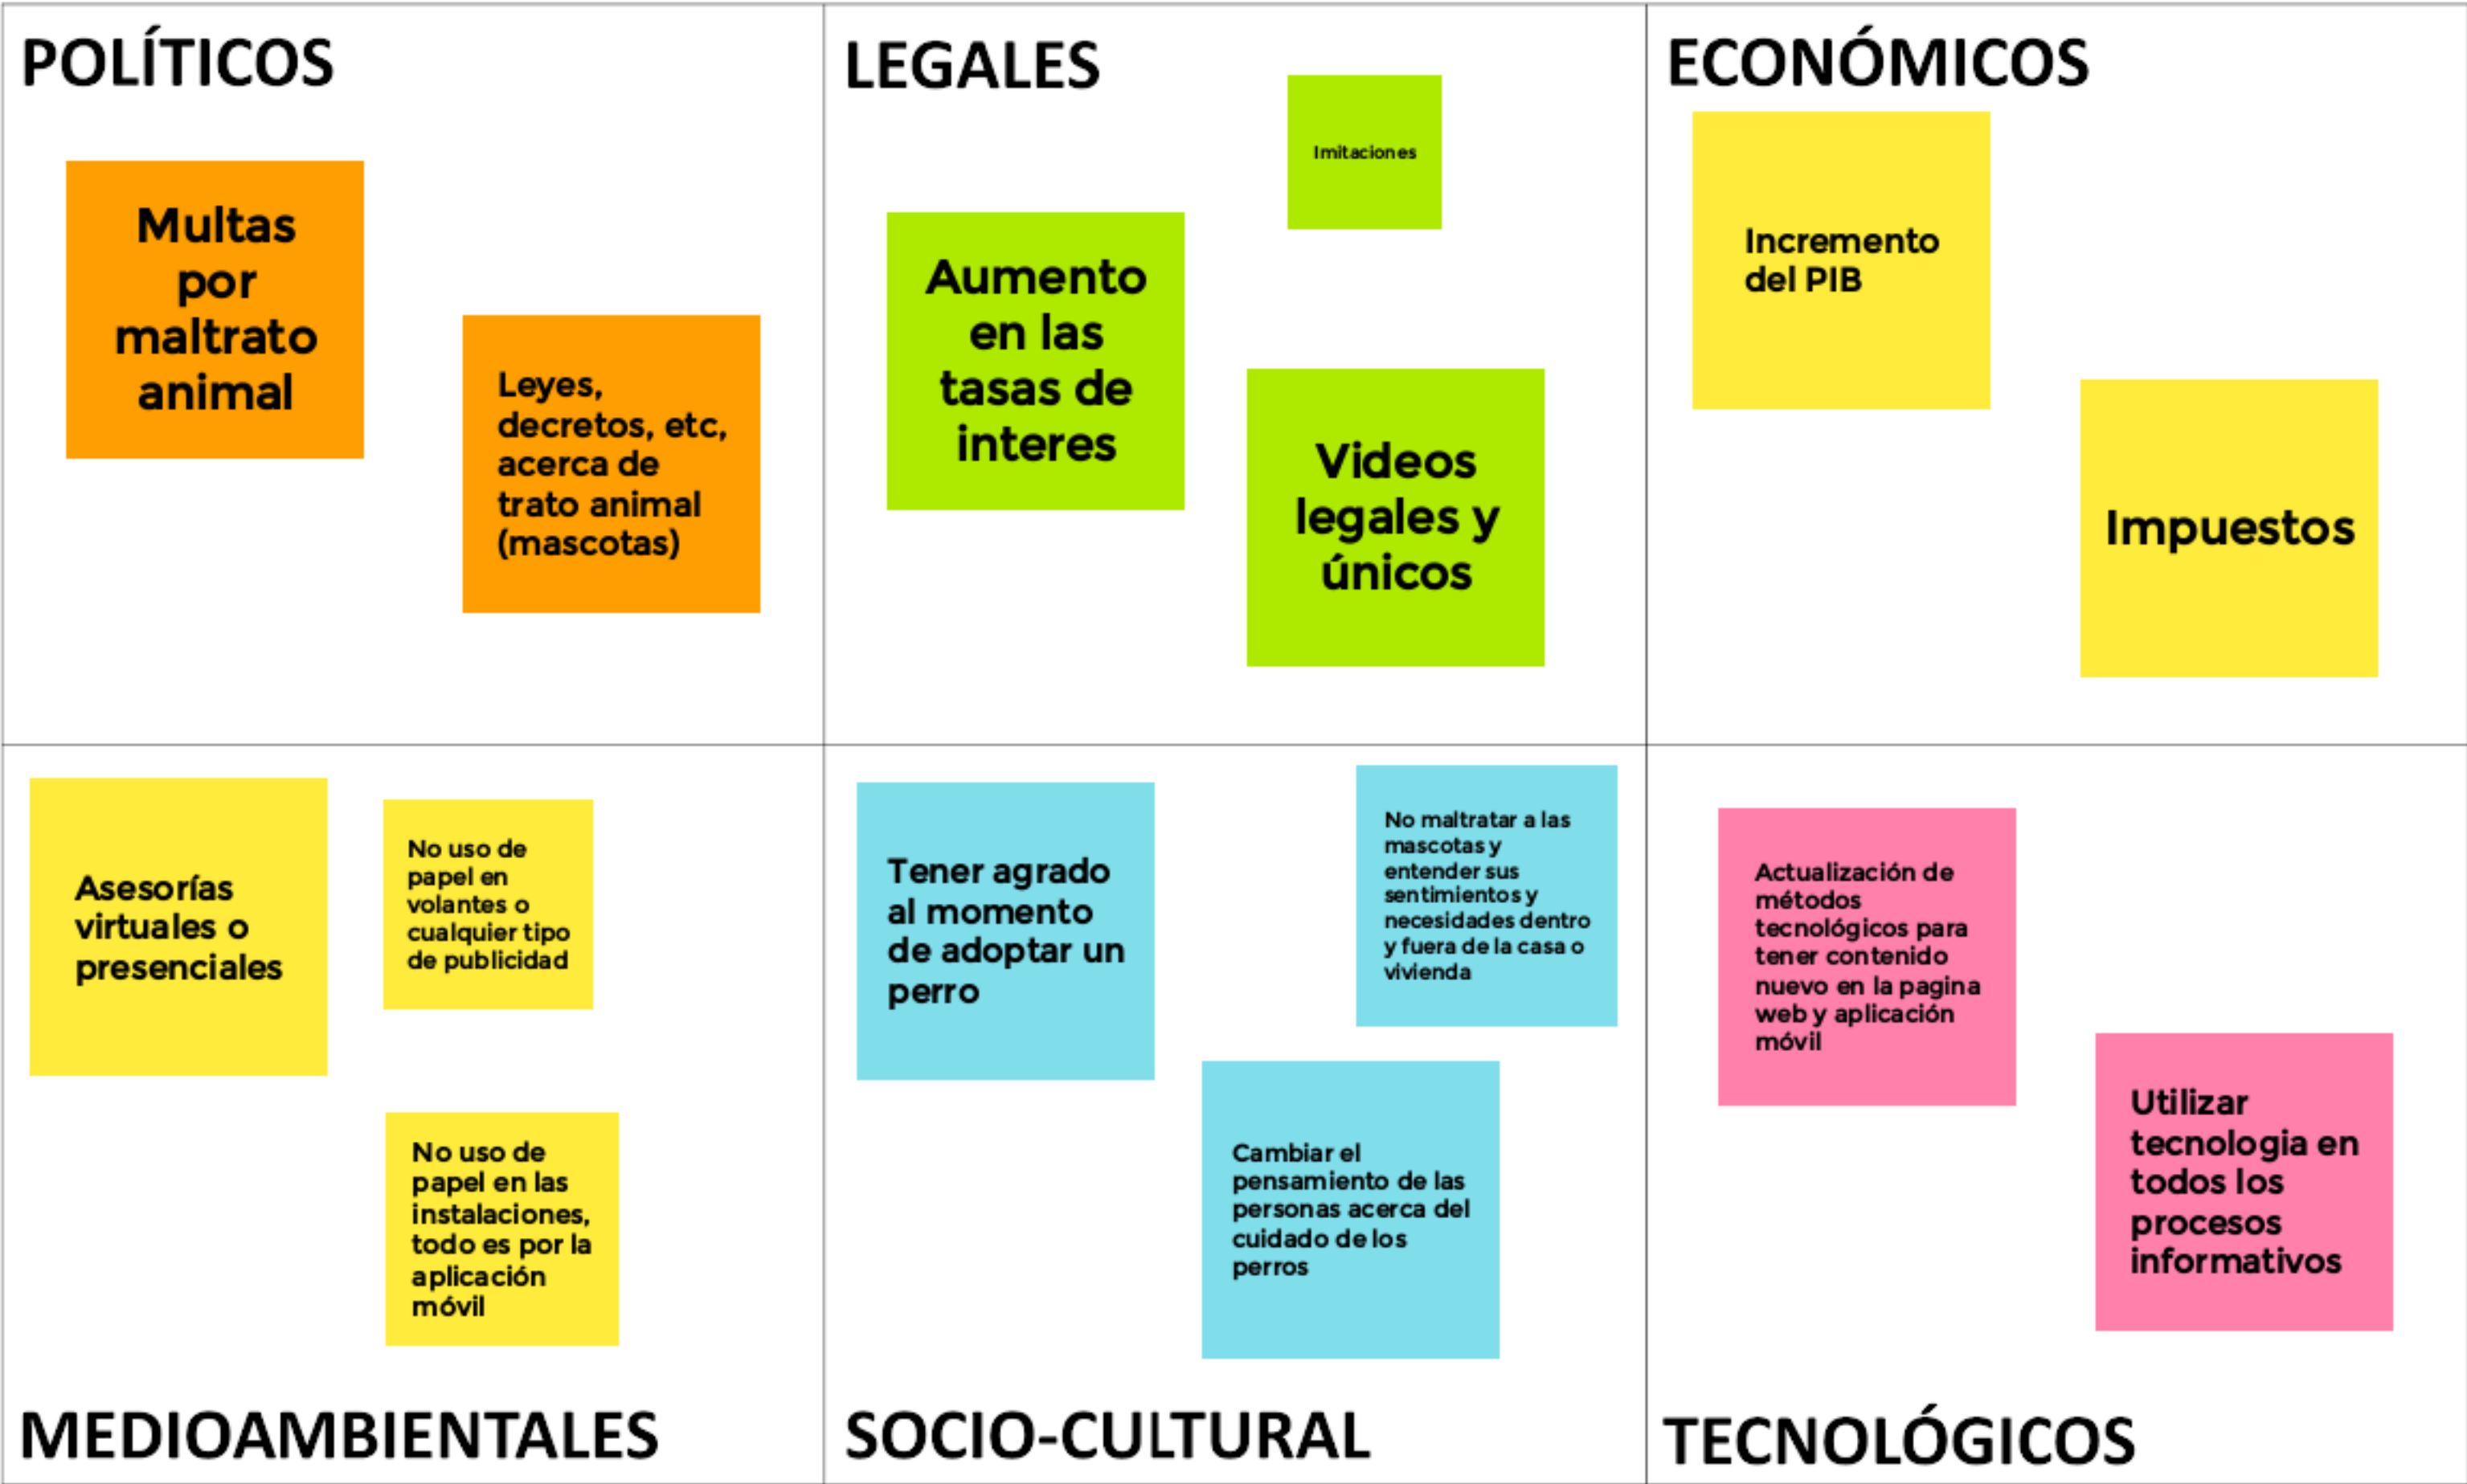 POLÍTICOS
Multas
por
maltrato
animal
Leyes,
decretos, etc,
acerca de
trato animal
(mascotas)
LEGALES
Imitaciones
Aumento
en las
tasas de
interes
Videos
legales y
únicos
ECONÓMICOS
Incremento
del PIB
Impuestos
Asesorías
virtuales o
presenciales
No uso de
papel en
volantes o
cualquier tipo
de publicidad
No uso de
papel en las
instalaciones,
todo es por la
aplicación
móvil
MEDIOAMBIENTALES
Tener agrado
al momento
de adoptar un
perro
No maltratar a las
mascotas y
entender sus
sentimientos y
necesidades dentro
y fuera de la casa o
vivienda
Cambiar el
pensamiento de las
personas acerca del
cuidado de los
perros
SOCIO-CULTURAL
Actualización de
métodos
tecnológicos para
tener contenido
nuevo en la pagina
web y aplicación
móvil
Utilizar
tecnologia en
todos los
procesos
informativos
TECNOLÓGICOS